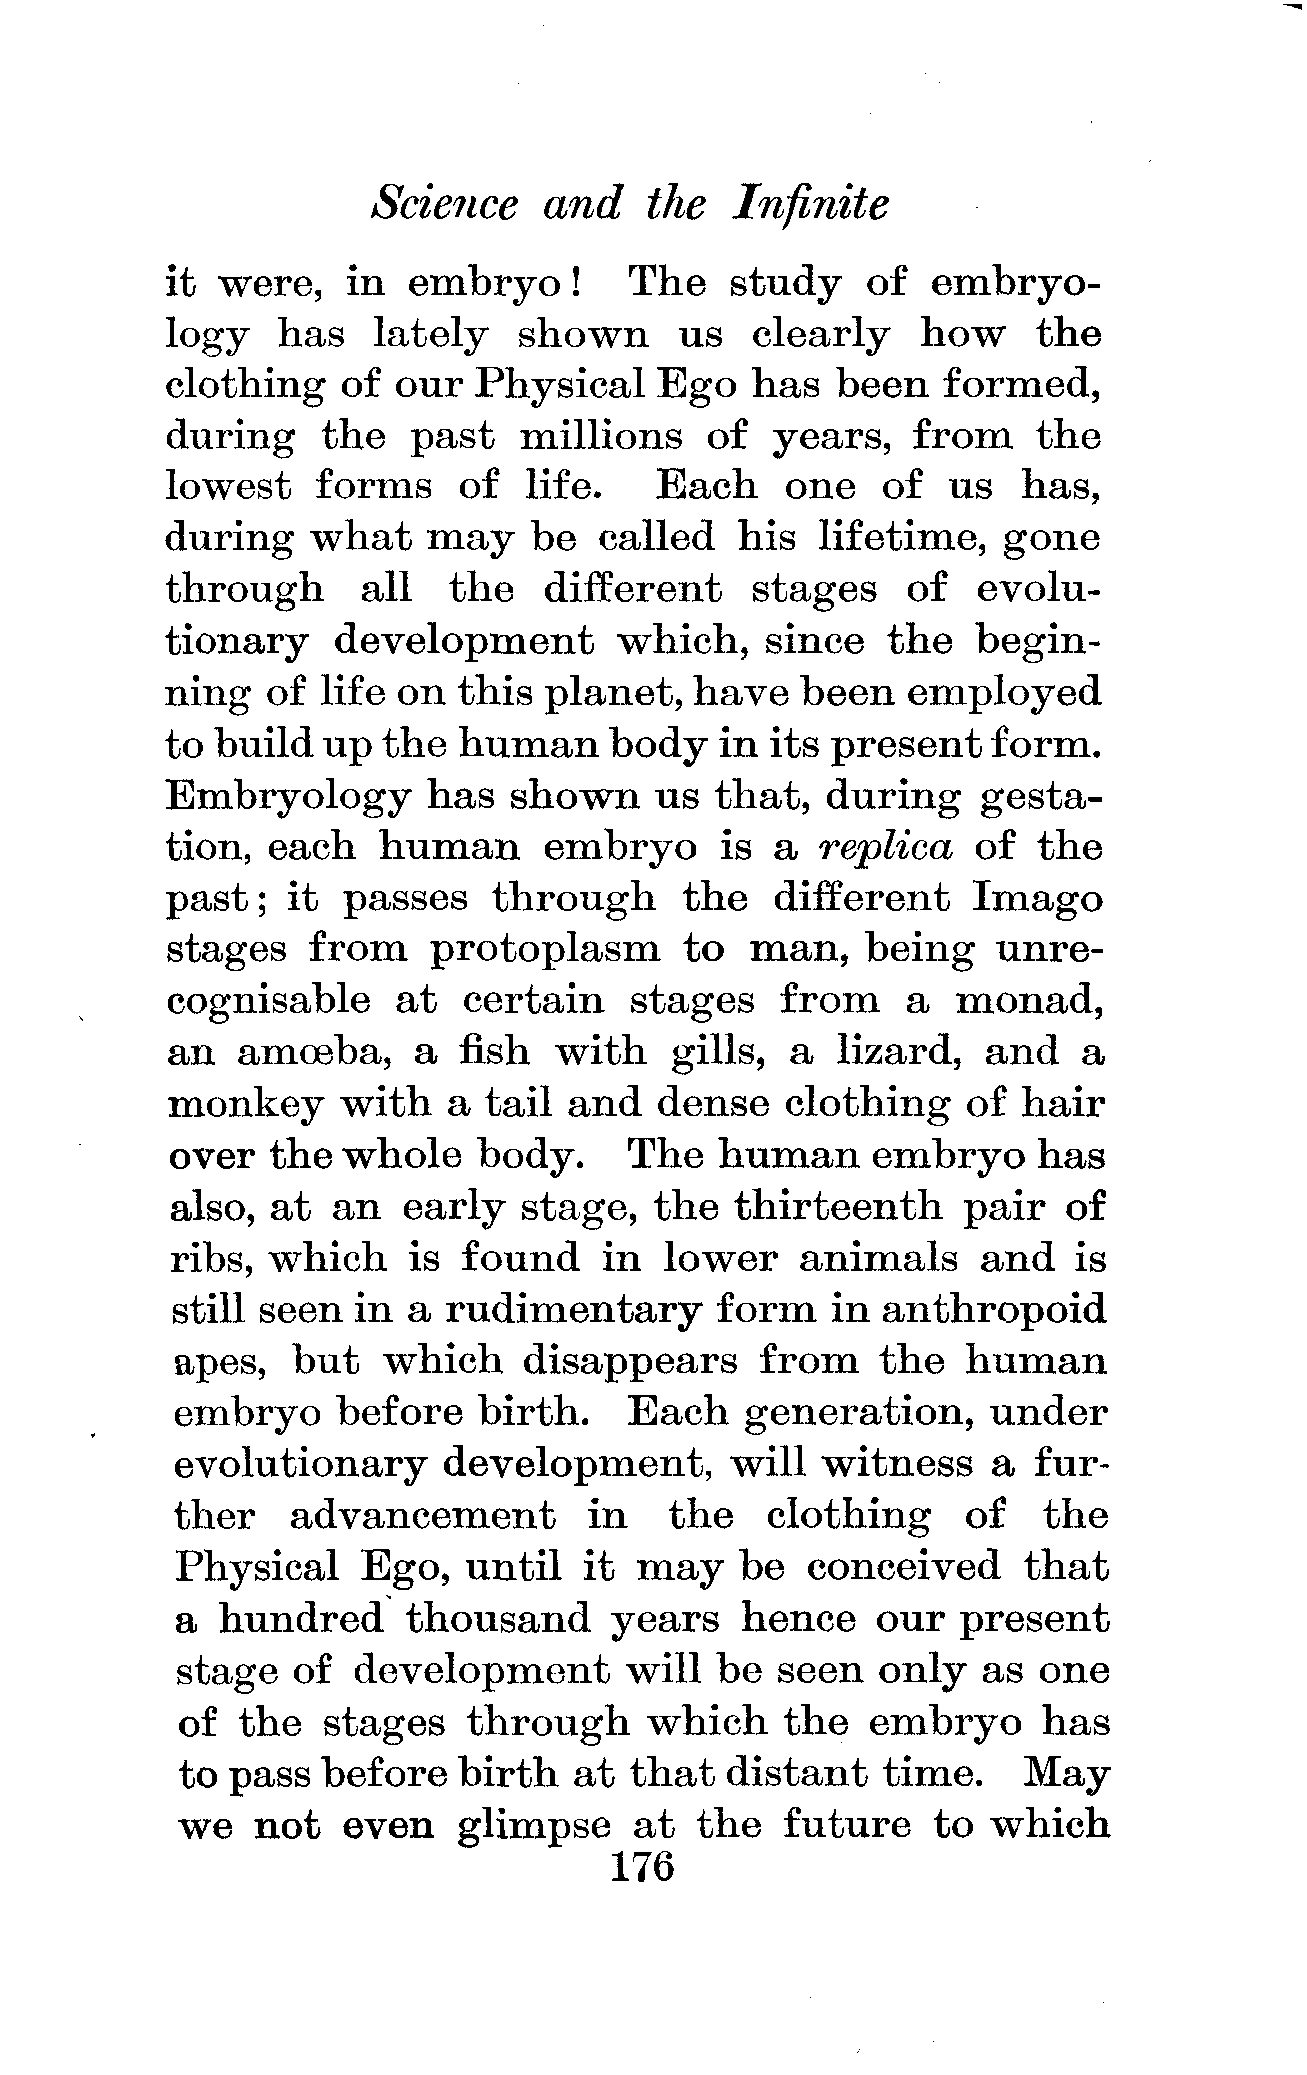 Science and the Infinite
it were, in embryo! The study of embryo-
logy has lately shown us clearly how the
clothing of our Physical Ego has been formed,
during the past millions of years, from the
lowest forms of life. Each one of us has,
during what may be called his lifetime, gone
through all the different stages of evolu-
tionary development which, since the begin-
ning of life on this planet, have been employed
to build up the human body in its present form.
Embryology has shown us that, during gesta-
tion, each human embryo is a replica of the
past; it passes through the different Imago
stages from protoplasm to man, being unre-
cognisable at certain stages from a monad,
an amœba, a fish with gills, a lizard, and a
monkey with a tail and dense clothing of hair
over the whole body. The human embryo has
also, at an early stage, the thirteenth pair of
ribs, which is found in lower animals and is
still seen in a rudimentary form in anthropoid
apes, but which disappears from the human
embryo before birth. Each generation, under
evolutionary development, will witness a fur-
ther advancement in the clothing of the
Physical Ego, until it may be conceived that
a hundred thousand years hence our present
stage of development will be seen only as one
of the stages through which the embryo has
to pass before birth at that distant time. May
we not even glimpse at the future to which
176